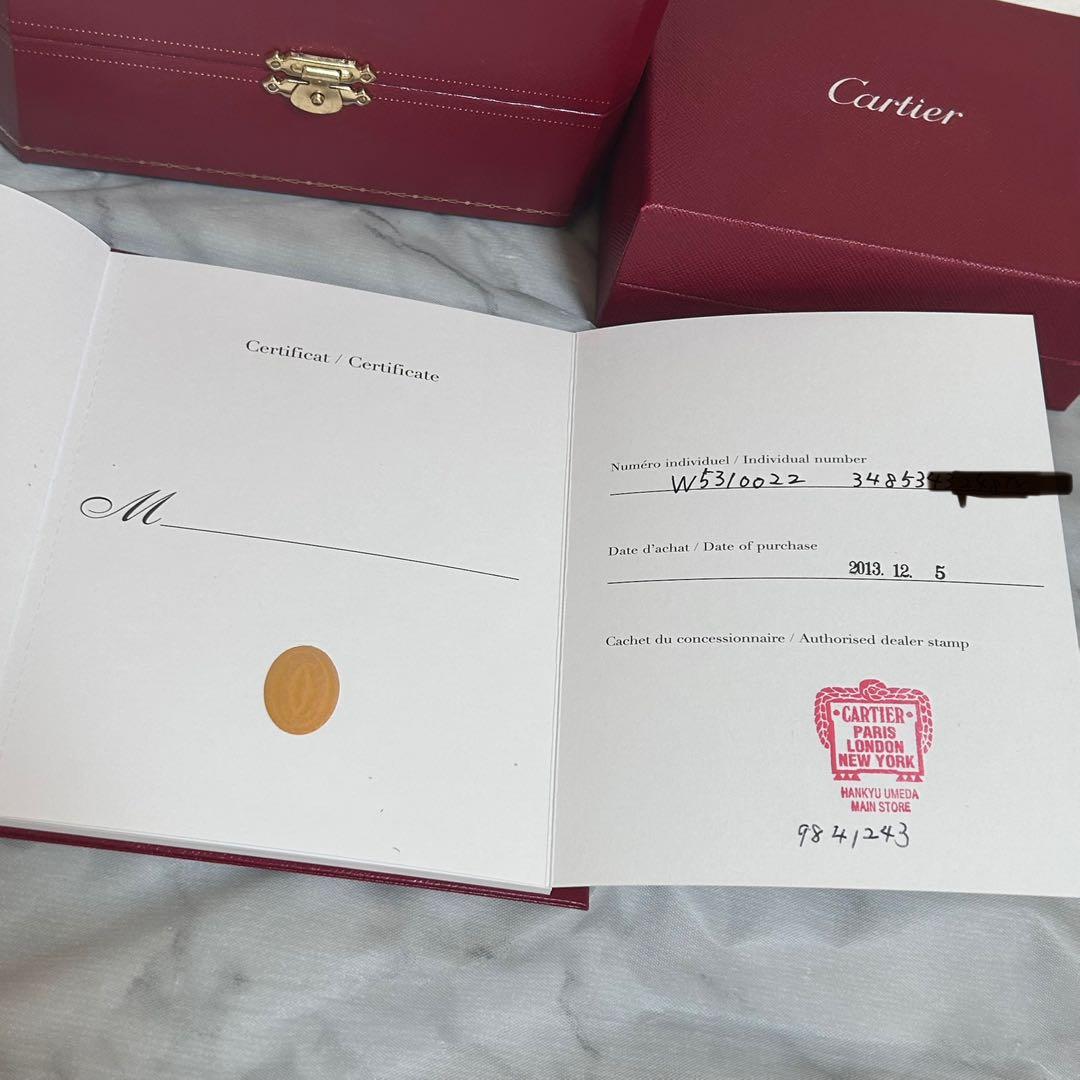 Cartier
Certificat / Certificate
M
Numéro individuel / Individual number
W5310022 34853
Date d'achat / Date of purchase
2013. 12. 5
Cachet du concessionnaire / Authorised dealer stamp
CARTIER
PARIS
LONDON
NEW YORK
HANKYU UMEDA
MAIN STORE
9841243